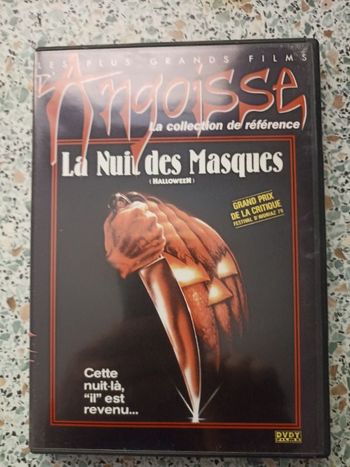 LES PLUS GRANDS FILMS
D'Angoisse
La collection de référence
La Nuit des Masques
(HALLOWEEN)
GRAND PRIX
DE LA CRITIQUE
FESTIVAL D'AVORIAZ 79
Cette
nuit-là,
"il" est
revenu...
DVDY